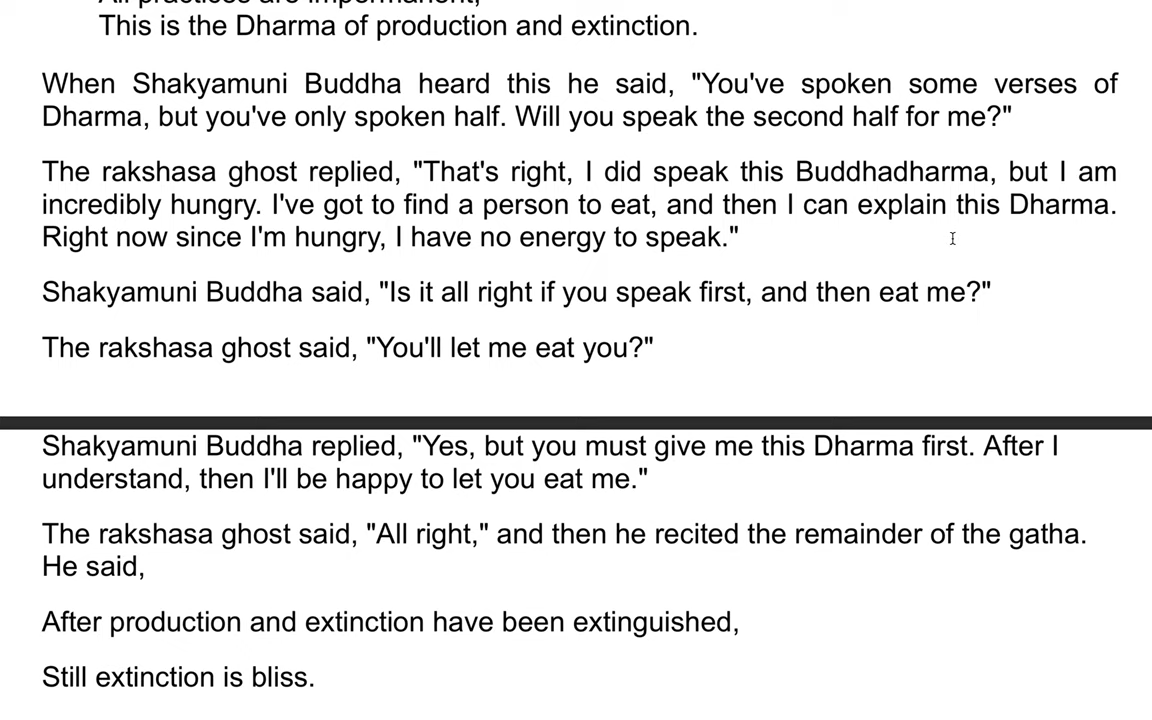 All practices are impermanent,
This is the Dharma of production and extinction.
When Shakyamuni Buddha heard this he said, "You've spoken some verses of
Dharma, but you've only spoken half. Will you speak the second half for me?"
The rakshasa ghost replied, "That's right, I did speak this Buddhadharma, but I am
incredibly hungry. I've got to find a person to eat, and then I can explain this Dharma.
Right now since I'm hungry, I have no energy to speak."
Shakyamuni Buddha said, "Is it all right if you speak first, and then eat me?"
The rakshasa ghost said, "You'll let me eat you?"
Shakyamuni Buddha replied, "Yes, but you must give me this Dharma first. After I
understand, then I'll be happy to let you eat me."
The rakshasa ghost said, "All right," and then he recited the remainder of the gatha.
He said,
After production and extinction have been extinguished,
Still extinction is bliss.